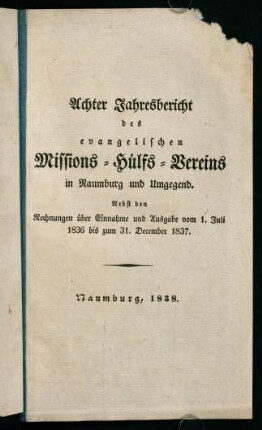 Achter Jahresbericht
des
evangelischen
Missions-Hülfs-Vereins
in Naumburg und Umgegend.
Nebst den
Rechnungen über Einnahme und Ausgabe vom 1. Juli
1836 bis zum 31. December 1837.
Naumburg, 1838.